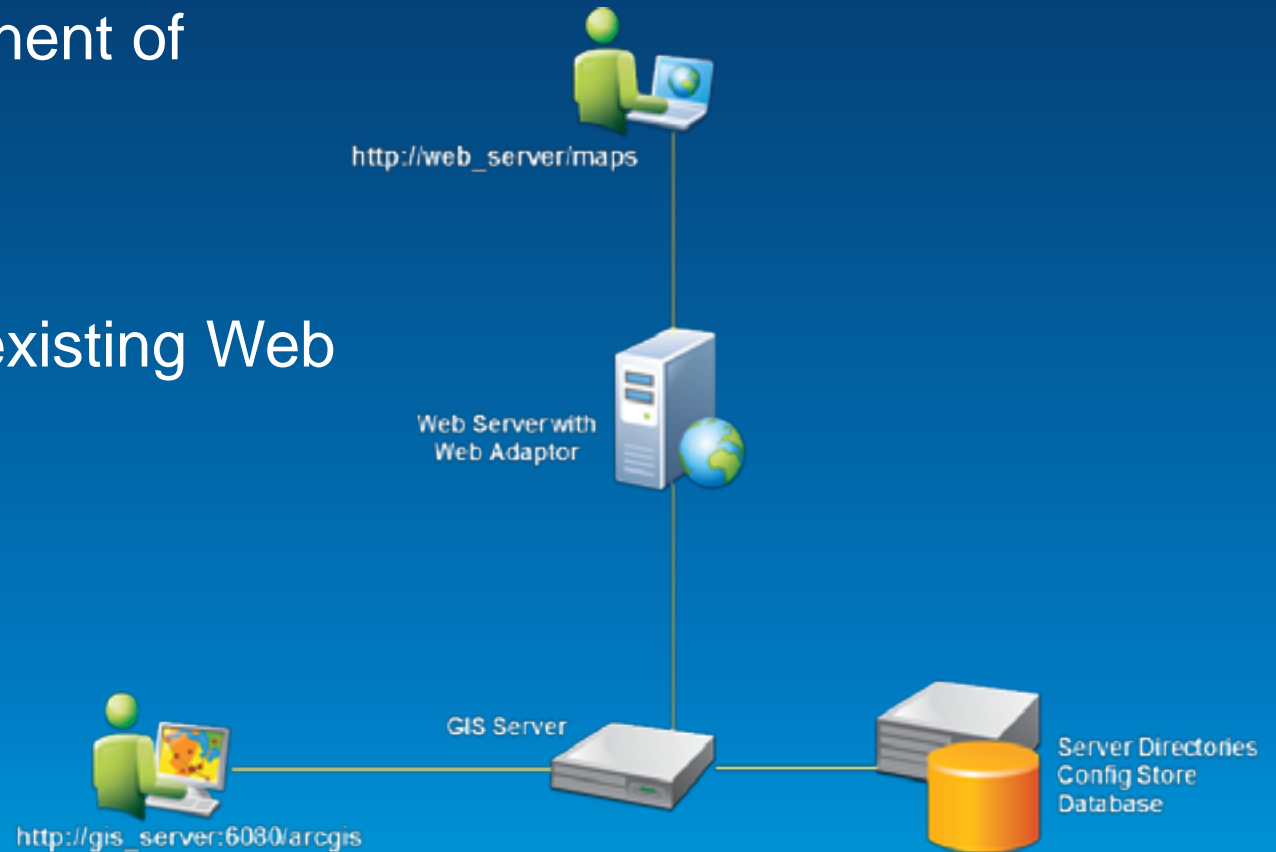 nent of
http://web_server/maps
existing Web
Web Server with
Web Adaptor
GIS Server
Server Directories
Config Store
Database
http://gis_server:6080/arcgis